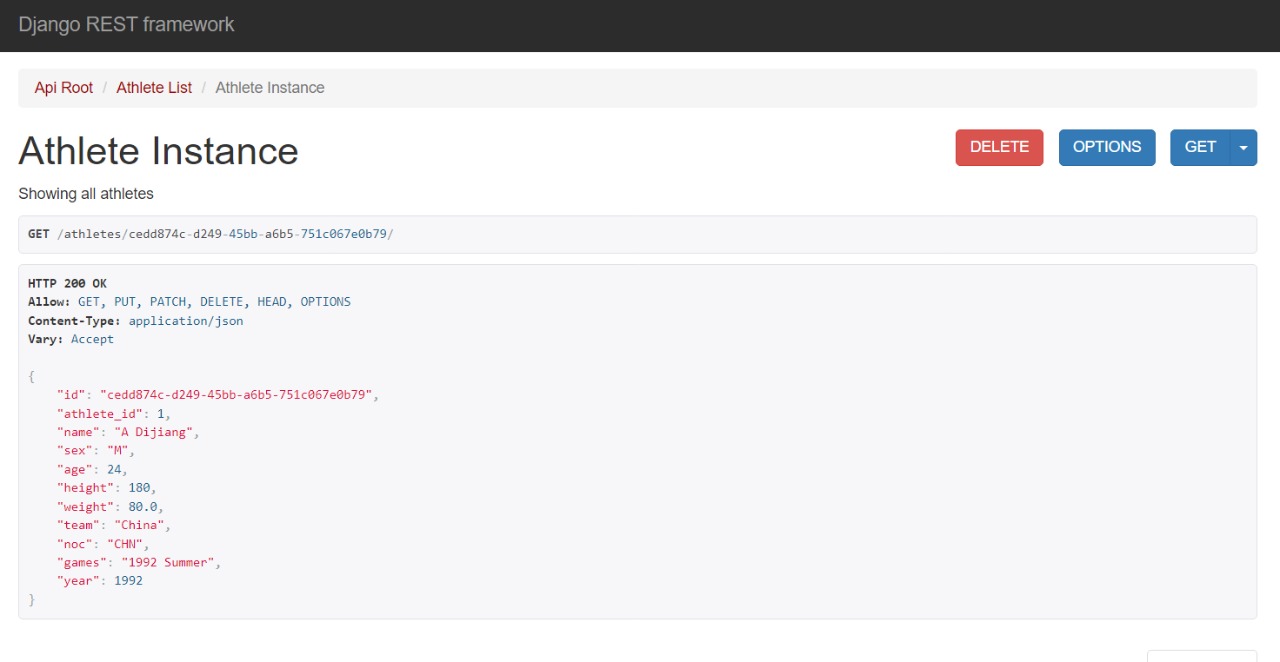 Django REST framework
Api Root / Athlete List / Athlete Instance
Athlete Instance
DELETE OPTIONS GET
Showing all athletes
GET /athletes/cedd874c-d249-45bb-a6b5-751c067e0b79/
HTTP 200 OK
Allow: GET, PUT, PATCH, DELETE, HEAD, OPTIONS
Content-Type: application/json
Vary: Accept
{
    "id": "cedd874c-d249-45bb-a6b5-751c067e0b79",
    "athlete_id": 1,
    "name": "A Dijiang",
    "sex": "M",
    "age": 24,
    "height": 180,
    "weight": 80.0,
    "team": "China",
    "noc": "CHN",
    "games": "1992 Summer",
    "year": 1992
}